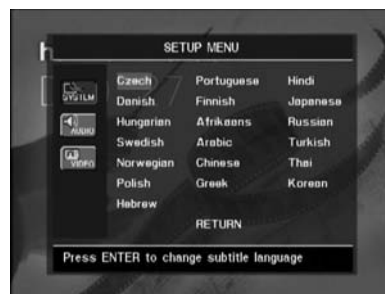 SETUP MENU
Czech Portuguese Hindi
SYSTEM Danish Finnish Japanese
Hungarian Afrikaans Russian
AUDIO
Swedish Arabic Turkish
VIDEO Norwegian Chinese Thai
Polish Greek Korean
Hebrew
RETURN
Press ENTER to change subtitle language